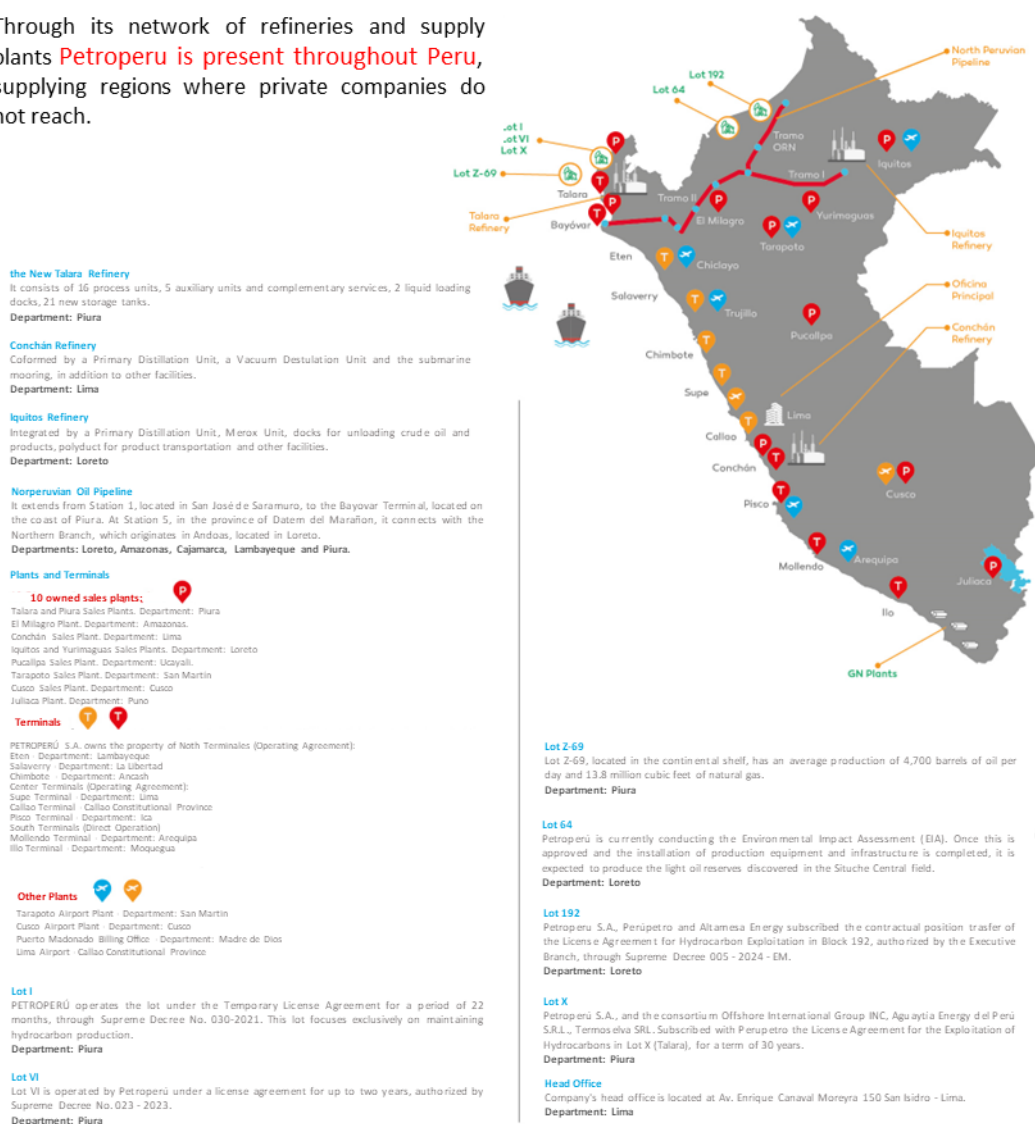 Through its network of refineries and supply
plants Petroperu is present throughout Peru,
supplying regions where private companies do
not reach.
North Peruvian
Pipeline
Lot 192
Lot 64
Lot I
Lot VI
Lot X
Lot Z-69
Tramo
ORN
P
Iquitos
Tramo I
T
Talara
P
Tramo II
P
P
Yurimaguas
Talara
Refinery
T
Bayóvar
El Milagro
P
Tarapoto
Iquitos
Refinery
Eten
T
Chiclayo
Oficina
Principal
Salaverry
T
Trujillo
P
Pucallpa
Conchán
Refinery
Chimbote
T
T
Supe
Lima
Callao
T
P
Conchán
T
P
Cusco
T
Pisco
T
Mollendo
Arequipa
P
Juliaca
T
Ilo
GN Plants
the New Talara Refinery
It consists of 16 process units, 5 auxiliary units and complementary services, 2 liquid loading
docks, 21 new storage tanks.
Department: Piura
Conchán Refinery
Coformed by a Primary Distillation Unit, a Vacuum Destulation Unit and the submarine
mooring, in addition to other facilities.
Department: Lima
Iquitos Refinery
Integrated by a Primary Distillation Unit, Merox Unit, docks for unloading crude oil and
products, polyduct for product transportation and other facilities.
Department: Loreto
Norperuvian Oil Pipeline
It extends from Station 1, located in San José de Saramuro, to the Bayovar Terminal, located on
the coast of Piura. At Station 5, in the province of Datem del Marañon, it connects with the
Northern Branch, which originates in Andoas, located in Loreto.
Departments: Loreto, Amazonas, Cajamarca, Lambayeque and Piura.
Plants and Terminals
10 owned sales plants; P
Talara and Piura Sales Plants. Department: Piura
El Milagro Plant. Department: Amazonas.
Conchán Sales Plant. Department: Lima
Iquitos and Yurimaguas Sales Plants. Department: Loreto
Pucallpa Sales Plant. Department: Ucayali.
Tarapoto Sales Plant. Department: San Martin
Cusco Sales Plant. Department: Cusco
Juliaca Plant. Department: Puno
Terminals T T
PETROPERÚ S.A. owns the property of Noth Terminales (Operating Agreement):
Eten - Department: Lambayeque
Salaverry - Department: La Libertad
Chimbote - Department: Ancash
Center Terminals (Operating Agreement):
Supe Terminal - Department: Lima
Callao Terminal - Callao Constitutional Province
Pisco Terminal - Department: Ica
South Terminals (Direct Operation)
Mollendo Terminal - Department: Arequipa
Illo Terminal - Department: Moquegua
Other Plants
Tarapoto Airport Plant - Department: San Martin
Cusco Airport Plant - Department: Cusco
Puerto Madonado Billing Office - Department: Madre de Dios
Lima Airport - Callao Constitutional Province
Lot I
PETROPERÚ operates the lot under the Temporary License Agreement for a period of 22
months, through Supreme Decree No. 030-2021. This lot focuses exclusively on maintaining
hydrocarbon production.
Department: Piura
Lot VI
Lot VI is operated by Petroperú under a license agreement for up to two years, authorized by
Supreme Decree No. 023 - 2023.
Department: Piura
Lot Z-69
Lot Z-69, located in the continental shelf, has an average production of 4,700 barrels of oil per
day and 13.8 million cubic feet of natural gas.
Department: Piura
Lot 64
Petroperú is currently conducting the Environmental Impact Assessment (EIA). Once this is
approved and the installation of production equipment and infrastructure is completed, it is
expected to produce the light oil reserves discovered in the Situche Central field.
Department: Loreto
Lot 192
Petroperu S.A., Perúpetro and Altamesa Energy subscribed the contractual position trasfer of
the License Agreement for Hydrocarbon Exploitation in Block 192, authorized by the Executive
Branch, through Supreme Decree 005 - 2024 - EM.
Department: Loreto
Lot X
Petroperú S.A., and the consortium Offshore International Group INC, Aguaytia Energy del Perú
S.R.L., Termoselva SRL. Subscribed with Perupetro the License Agreement for the Exploitation of
Hydrocarbons in Lot X (Talara), for a term of 30 years.
Department: Piura
Head Office
Company's head office is located at Av. Enrique Canaval Moreyra 150 San Isidro - Lima.
Department: Lima